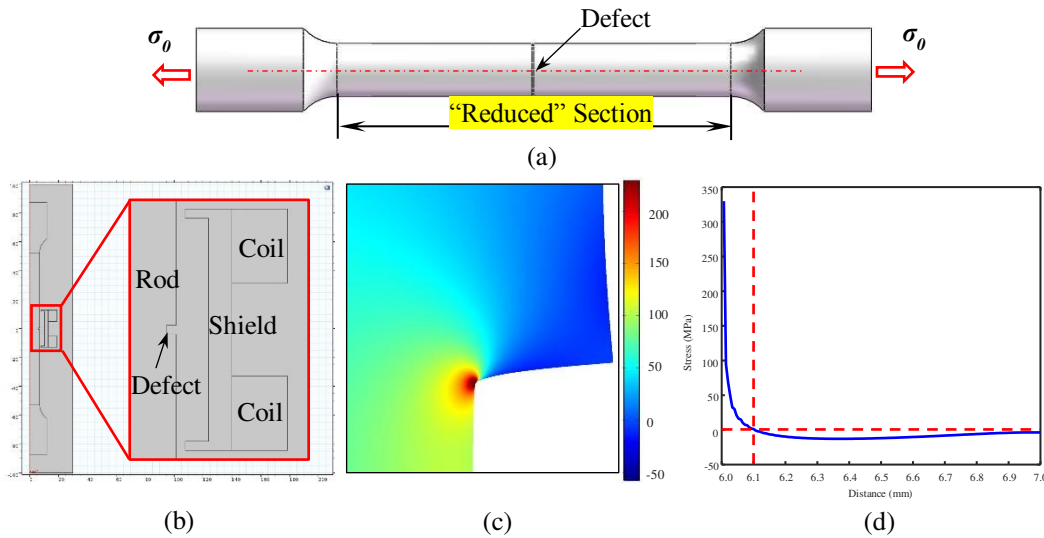 Defect
σ0
σ0
“Reduced” Section
(a)
Rod
Coil
Shield
Defect
Coil
(b)
200
150
100
50
0
-50
(c)
350
300
250
200
150
100
50
0
-50
Stress (MPa)
6.0 6.1 6.2 6.3 6.4 6.5 6.6 6.7 6.8 6.9 7.0
Distance (mm)
(d)